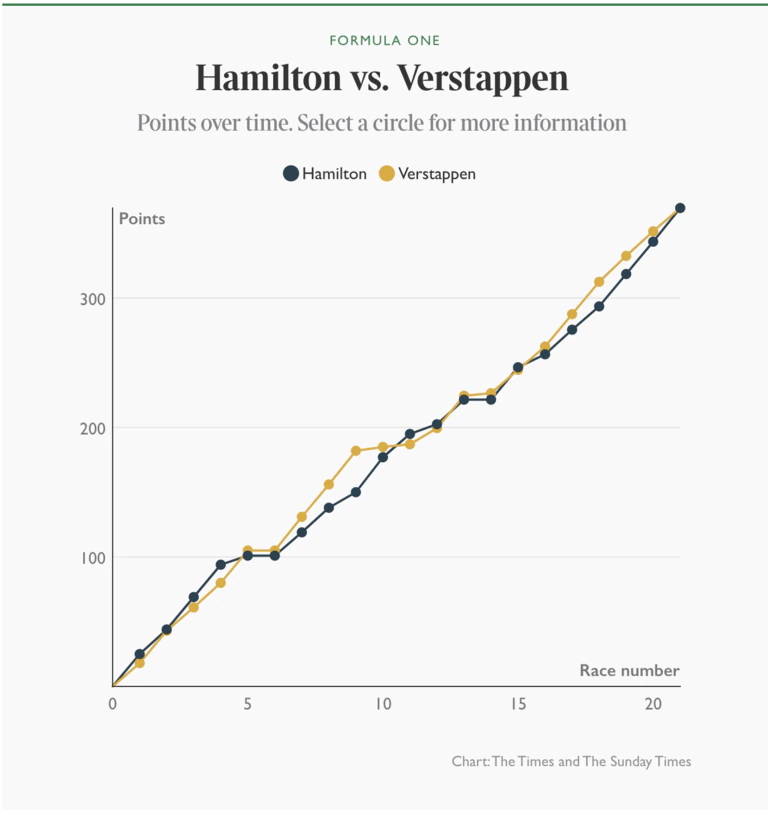 FORMULA ONE
Hamilton vs. Verstappen
Points over time. Select a circle for more information
Hamilton Verstappen
Points
300
200
100
Race number
0 5 10 15 20
Chart: The Times and The Sunday Times